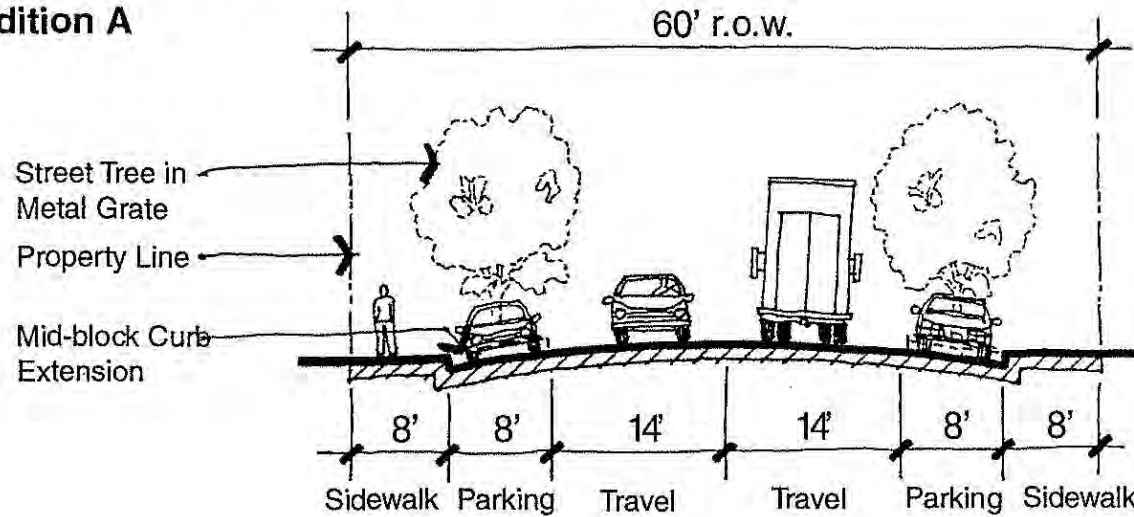 dition A
60' r.o.w.
Street Tree in
Metal Grate
Property Line
Mid-block Curb
Extension
8' 8' 14' 14' 8' 8'
Sidewalk Parking Travel Travel Parking Sidewalk